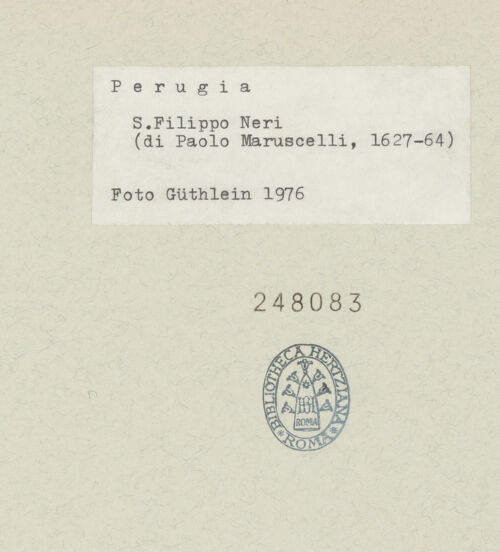 Perugia
S.Filippo Neri
(di Paolo Maruscelli, 1627-64)
Foto Güthlein 1976
248083
BIBLIOTHECA HERTZIANA
ROMA
ROMA